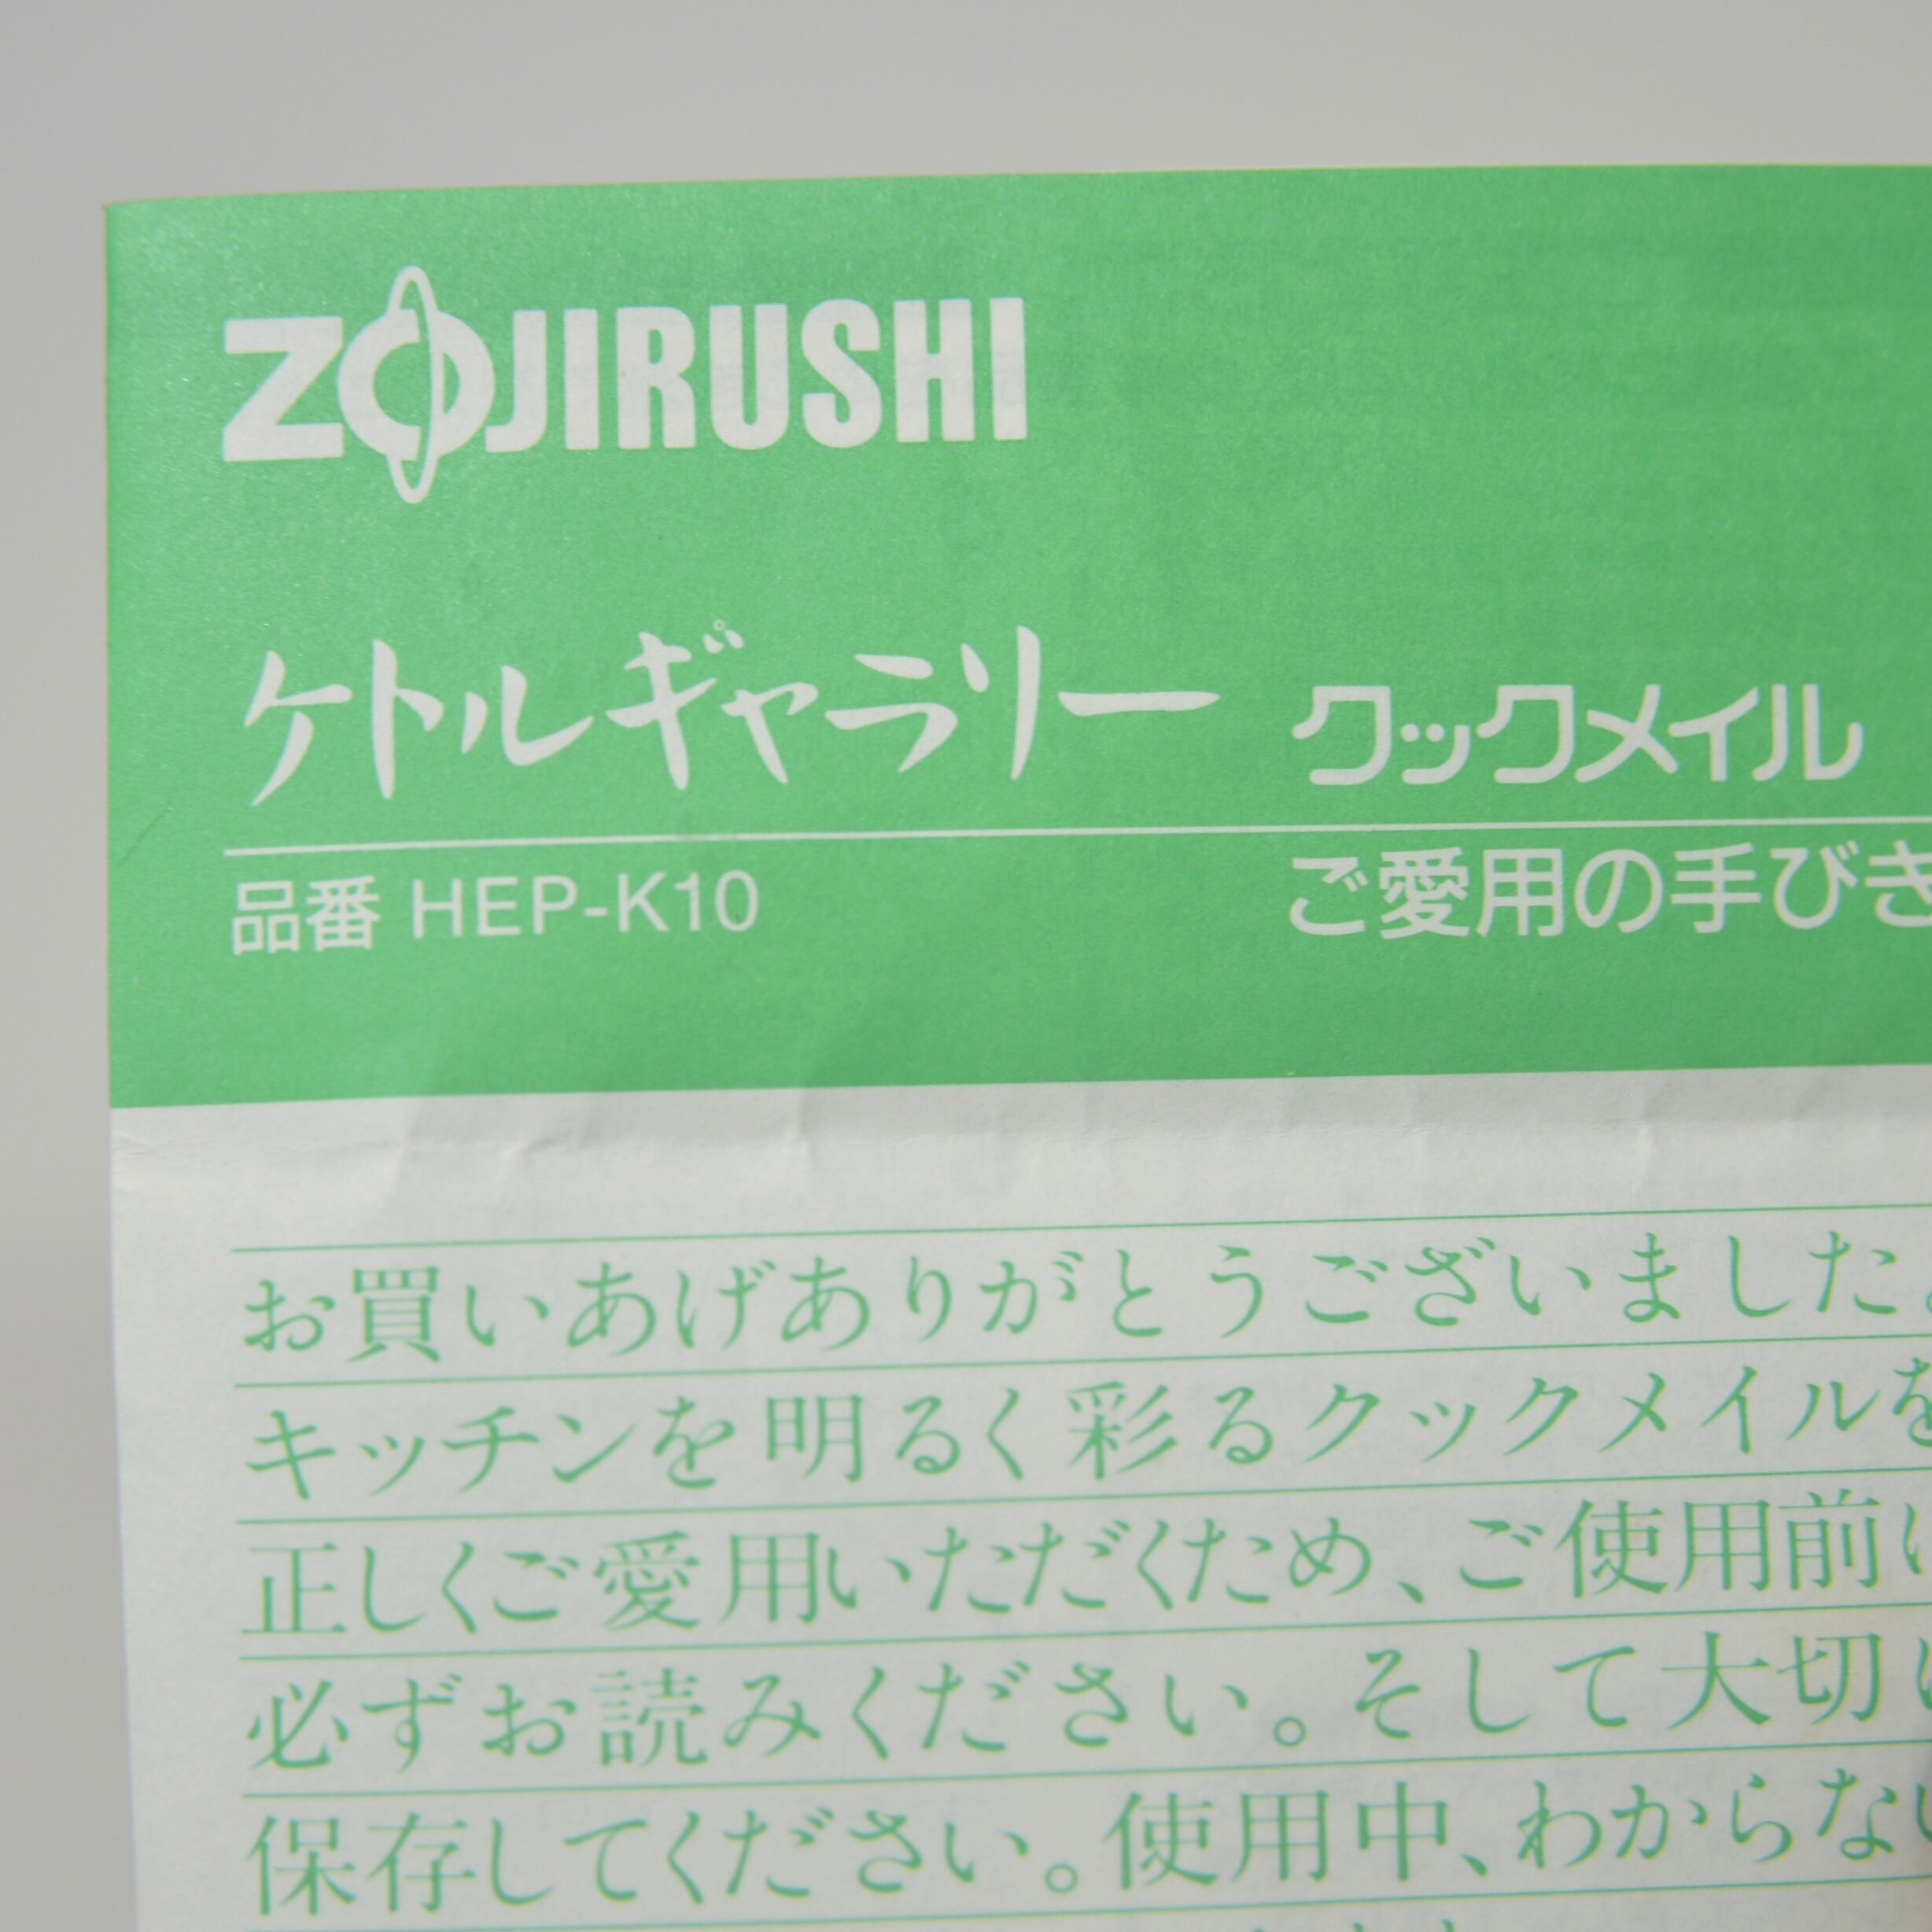 ZOJIRUSHI
ケトルギャラリー クックメイル
品番 HEP-K10 ご愛用の手びき
お買いあげありがとうございました。
キッチンを明るく彩るクックメイルを
正しくご愛用いただくため、ご使用前に
必ずお読みください。そして大切に
保存してください。使用中、わからない